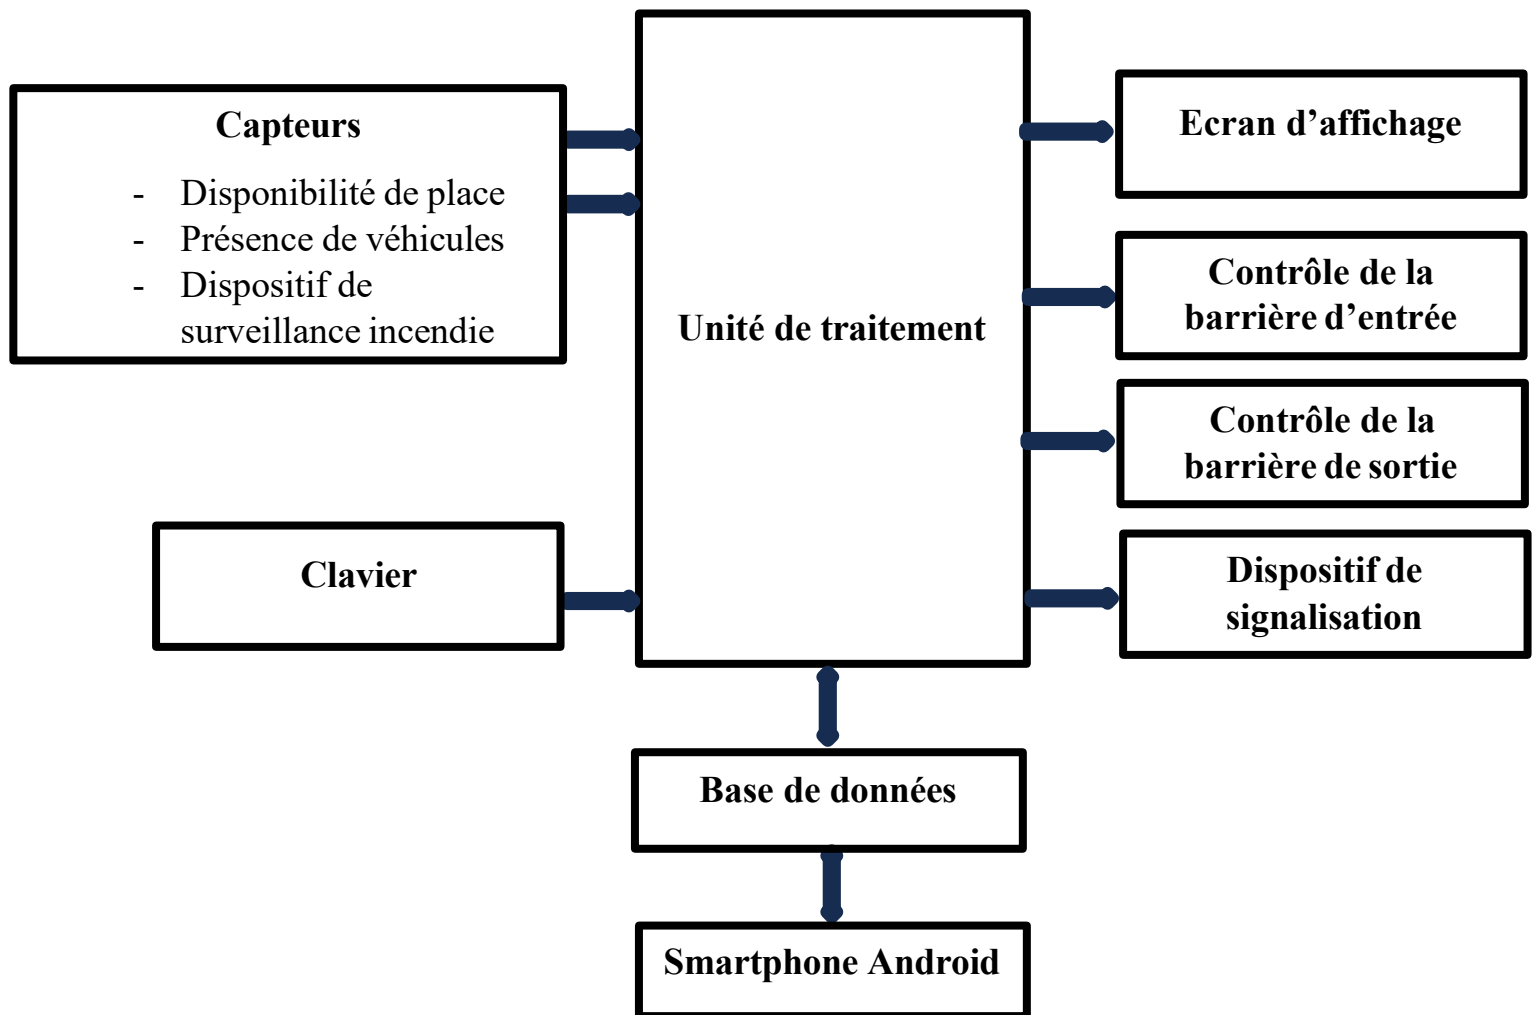 Capteurs
- Disponibilité de place
- Présence de véhicules
- Dispositif de
surveillance incendie
Clavier
Unité de traitement
Ecran d’affichage
Contrôle de la
barrière d’entrée
Contrôle de la
barrière de sortie
Dispositif de
signalisation
Base de données
Smartphone Android